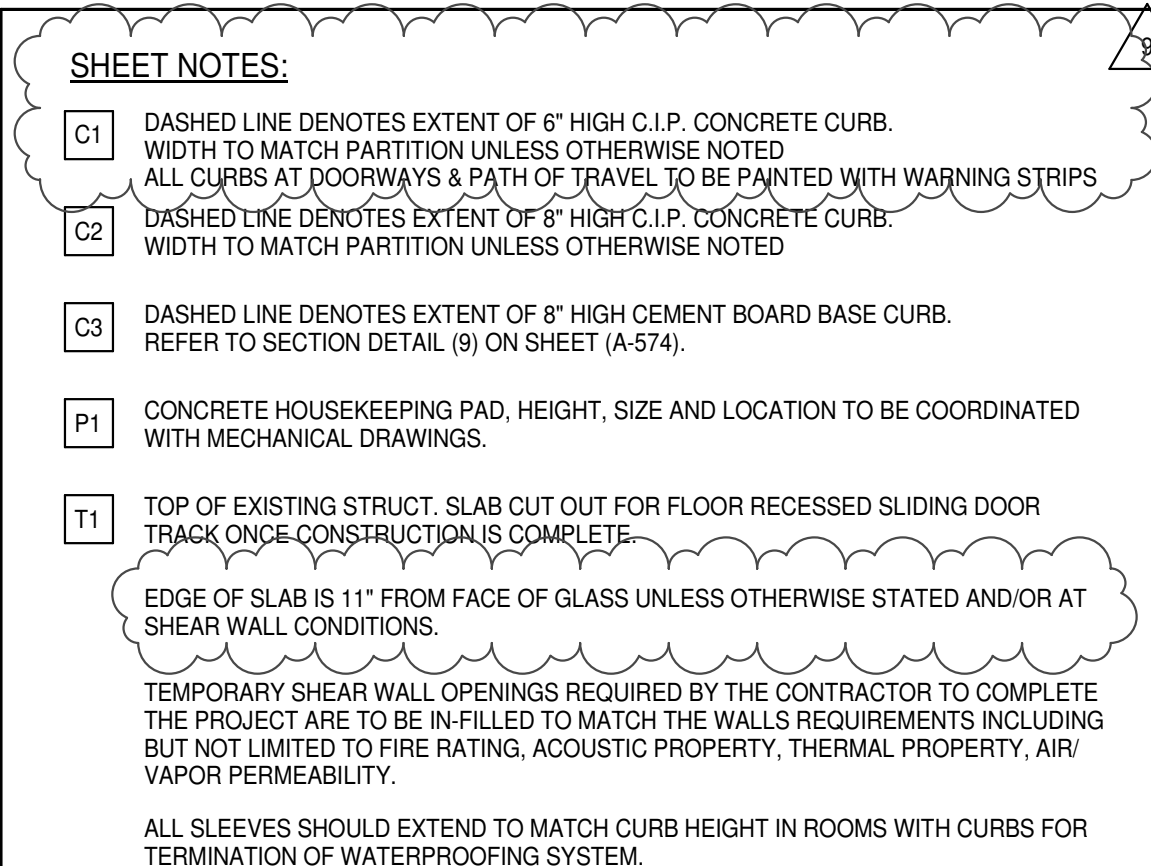 9
SHEET NOTES:
C1
DASHED LINE DENOTES EXTENT OF 6" HIGH C.I.P. CONCRETE CURB.
WIDTH TO MATCH PARTITION UNLESS OTHERWISE NOTED
ALL CURBS AT DOORWAYS & PATH OF TRAVEL TO BE PAINTED WITH WARNING STRIPS
C2
DASHED LINE DENOTES EXTENT OF 8" HIGH C.I.P. CONCRETE CURB.
WIDTH TO MATCH PARTITION UNLESS OTHERWISE NOTED
C3
DASHED LINE DENOTES EXTENT OF 8" HIGH CEMENT BOARD BASE CURB.
REFER TO SECTION DETAIL (9) ON SHEET (A-574).
P1
CONCRETE HOUSEKEEPING PAD, HEIGHT, SIZE AND LOCATION TO BE COORDINATED
WITH MECHANICAL DRAWINGS.
T1
TOP OF EXISTING STRUCT. SLAB CUT OUT FOR FLOOR RECESSED SLIDING DOOR
TRACK ONCE CONSTRUCTION IS COMPLETE.
EDGE OF SLAB IS 11" FROM FACE OF GLASS UNLESS OTHERWISE STATED AND/OR AT
SHEAR WALL CONDITIONS.
TEMPORARY SHEAR WALL OPENINGS REQUIRED BY THE CONTRACTOR TO COMPLETE
THE PROJECT ARE TO BE IN-FILLED TO MATCH THE WALLS REQUIREMENTS INCLUDING
BUT NOT LIMITED TO FIRE RATING, ACOUSTIC PROPERTY, THERMAL PROPERTY, AIR/
VAPOR PERMEABILITY.
ALL SLEEVES SHOULD EXTEND TO MATCH CURB HEIGHT IN ROOMS WITH CURBS FOR
TERMINATION OF WATERPROOFING SYSTEM.